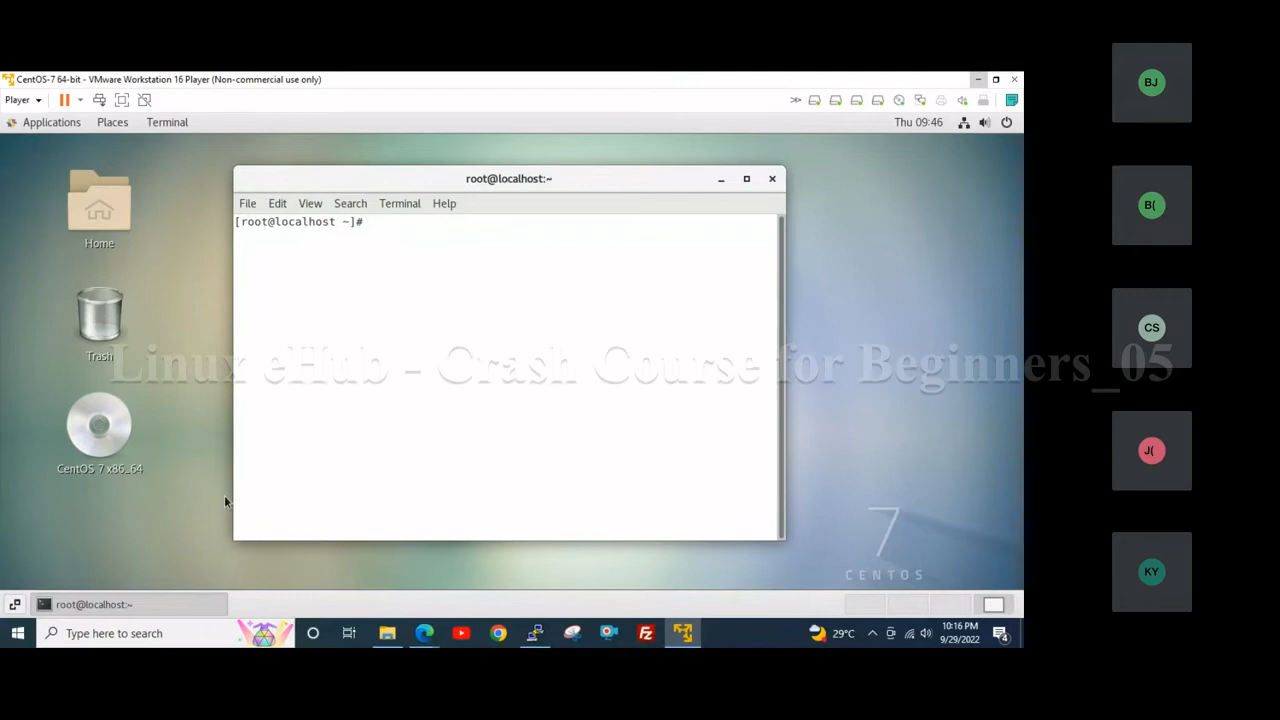 CentOS-7 64-bit - VMware Workstation 16 Player (Non-commercial use only)
Player
Applications Places Terminal Thu 09:46
root@localhost:~
File Edit View Search Terminal Help
[root@localhost ~]#
Home
Trash
CentOS 7 x86_64
Linux eHub - Crash Course for Beginners_05
7
CENTOS
root@localhost:~
Type here to search
29°C
10:16 PM
9/29/2022
4
BJ
B(
CS
J(
KY